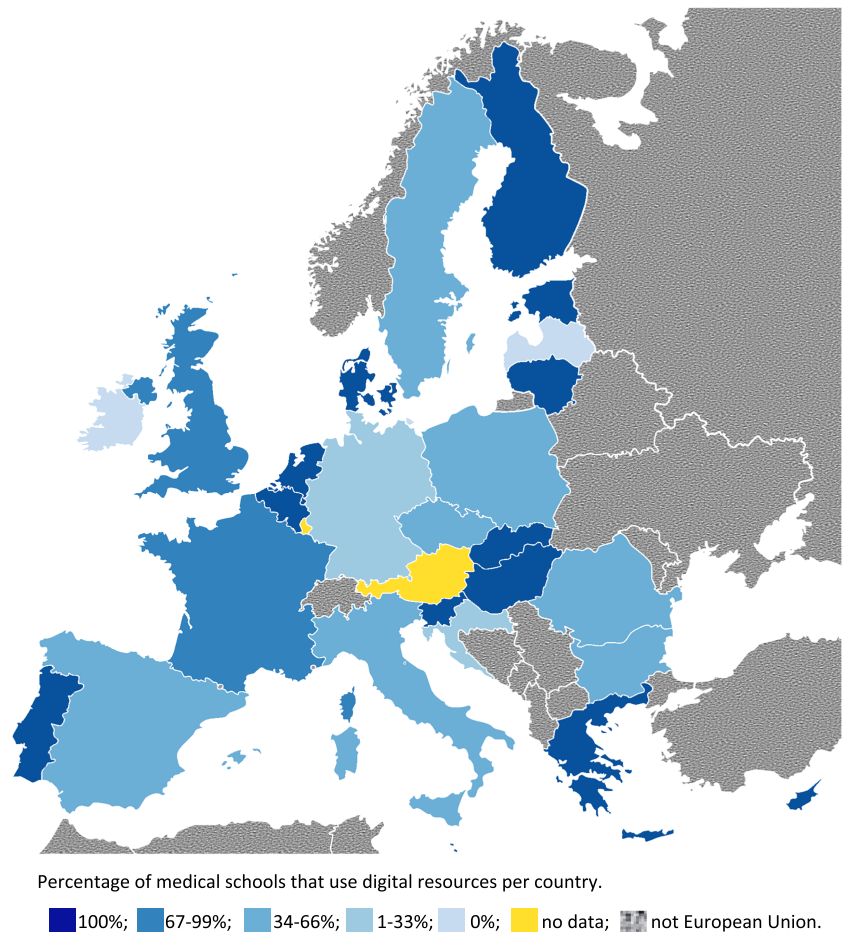 Percentage of medical schools that use digital resources per country.
100%; 67-99%; 34-66%; 1-33%; 0%; no data; not European Union.